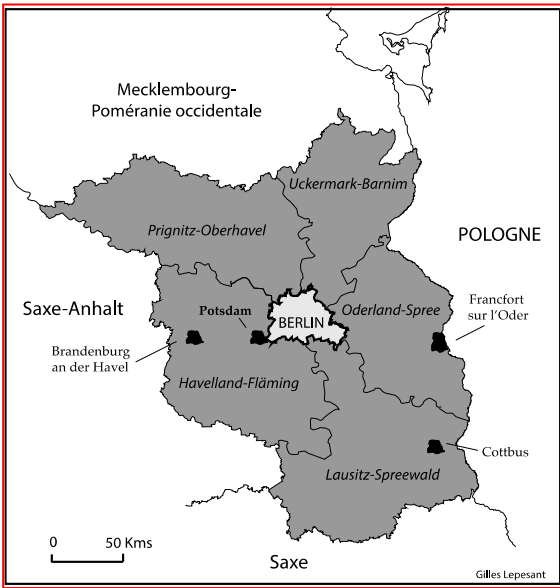 Mecklembourg-
Poméranie occidentale
Uckermark-Barnim
Prignitz-Oberhavel
POLOGNE
Saxe-Anhalt
Potsdam
BERLIN
Oderland-Spree
Francfort
sur l'Oder
Brandenburg
an der Havel
Havelland-Fläming
Cottbus
Lausitz-Spreewald
0 50 Kms
Saxe
Gilles Lepesant